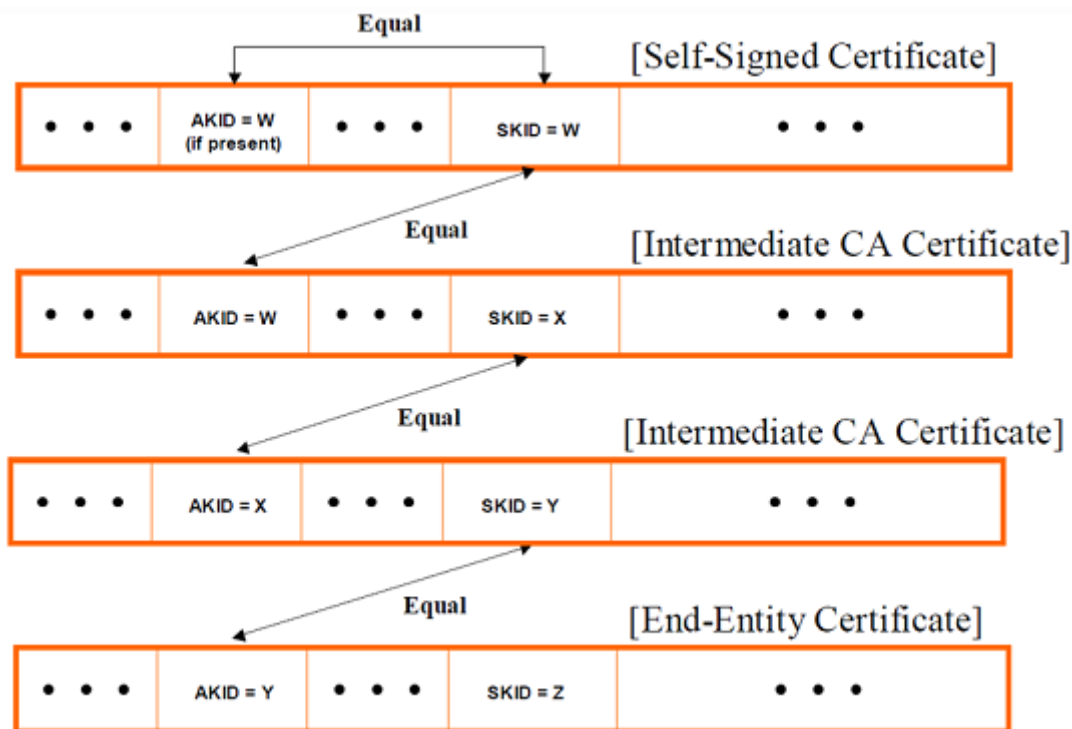 Equal
[Self-Signed Certificate]
• • • AKID = W • • • SKID = W • • •
(if present)
Equal
[Intermediate CA Certificate]
• • • AKID = W • • • SKID = X • • •
Equal
[Intermediate CA Certificate]
• • • AKID = X • • • SKID = Y • • •
Equal
[End-Entity Certificate]
• • • AKID = Y • • • SKID = Z • • •